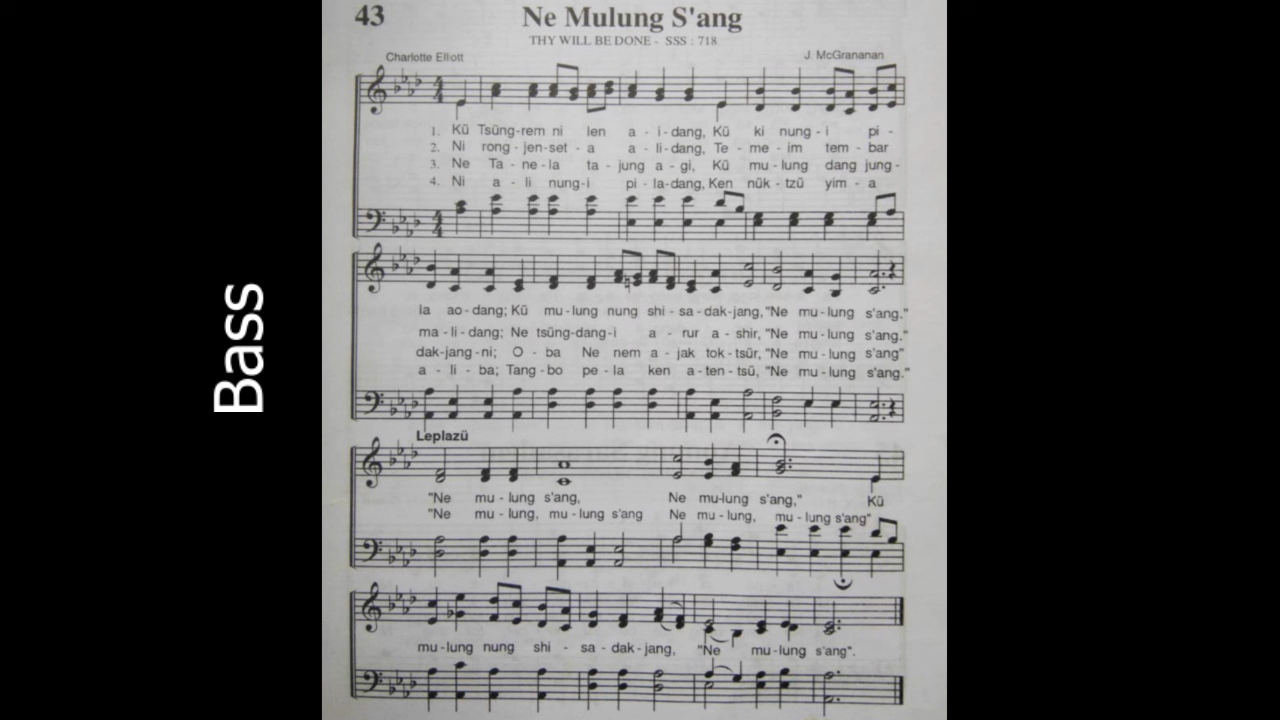 Bass
43 Ne Mulung S'ang
THY WILL BE DONE - SSS : 718
Charlotte Elliott J. McGrananan
1. Kü Tsüng-rem ni len a - i - dang, Kü ki nung - i pi -
2. Ni rong - jen-set - a a - li-dang, Te - me - im tem - bar
3. Ne Ta - ne - la ta - jung a - gi, Kü mu - lung dang jung -
4. Ni a - li nung-i pi - la-dang, Ken nük - tzü yim - a
la ao - dang; Kü mu - lung nung shi - sa - dak-jang, "Ne mu - lung s'ang."
ma - li - dang; Ne tsüng-dang-i a - rur a - shir, "Ne mu - lung s'ang."
dak-jang - ni; O - ba Ne nem a - jak tok - tsür, "Ne mu - lung s'ang"
a - li - ba; Tang - bo pe - la ken a-ten - tsü, "Ne mu - lung s'ang."
Leplazü
"Ne mu - lung s'ang, Ne mu-lung s'ang," Kü
"Ne mu - lung, mu - lung s'ang Ne mu - lung, mu - lung s'ang"
mu - lung nung shi - sa - dak - jang, "Ne mu - lung s'ang".